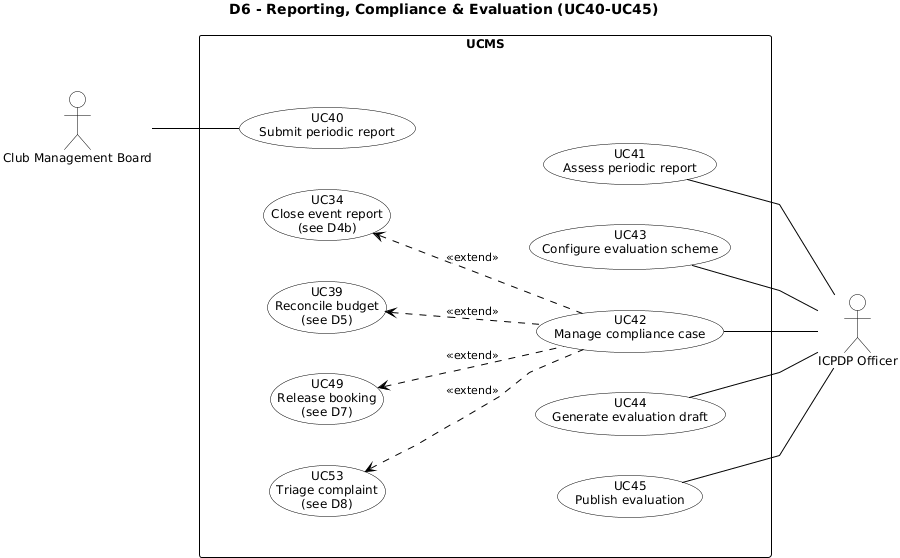 D6 - Reporting, Compliance & Evaluation (UC40-UC45)
UCMS
Club Management Board
UC40
Submit periodic report
UC34
Close event report
(see D4b)
UC39
Reconcile budget
(see D5)
UC49
Release booking
(see D7)
UC53
Triage complaint
(see D8)
«extend»
«extend»
«extend»
«extend»
UC41
Assess periodic report
UC43
Configure evaluation scheme
UC42
Manage compliance case
UC44
Generate evaluation draft
UC45
Publish evaluation
ICPDP Officer